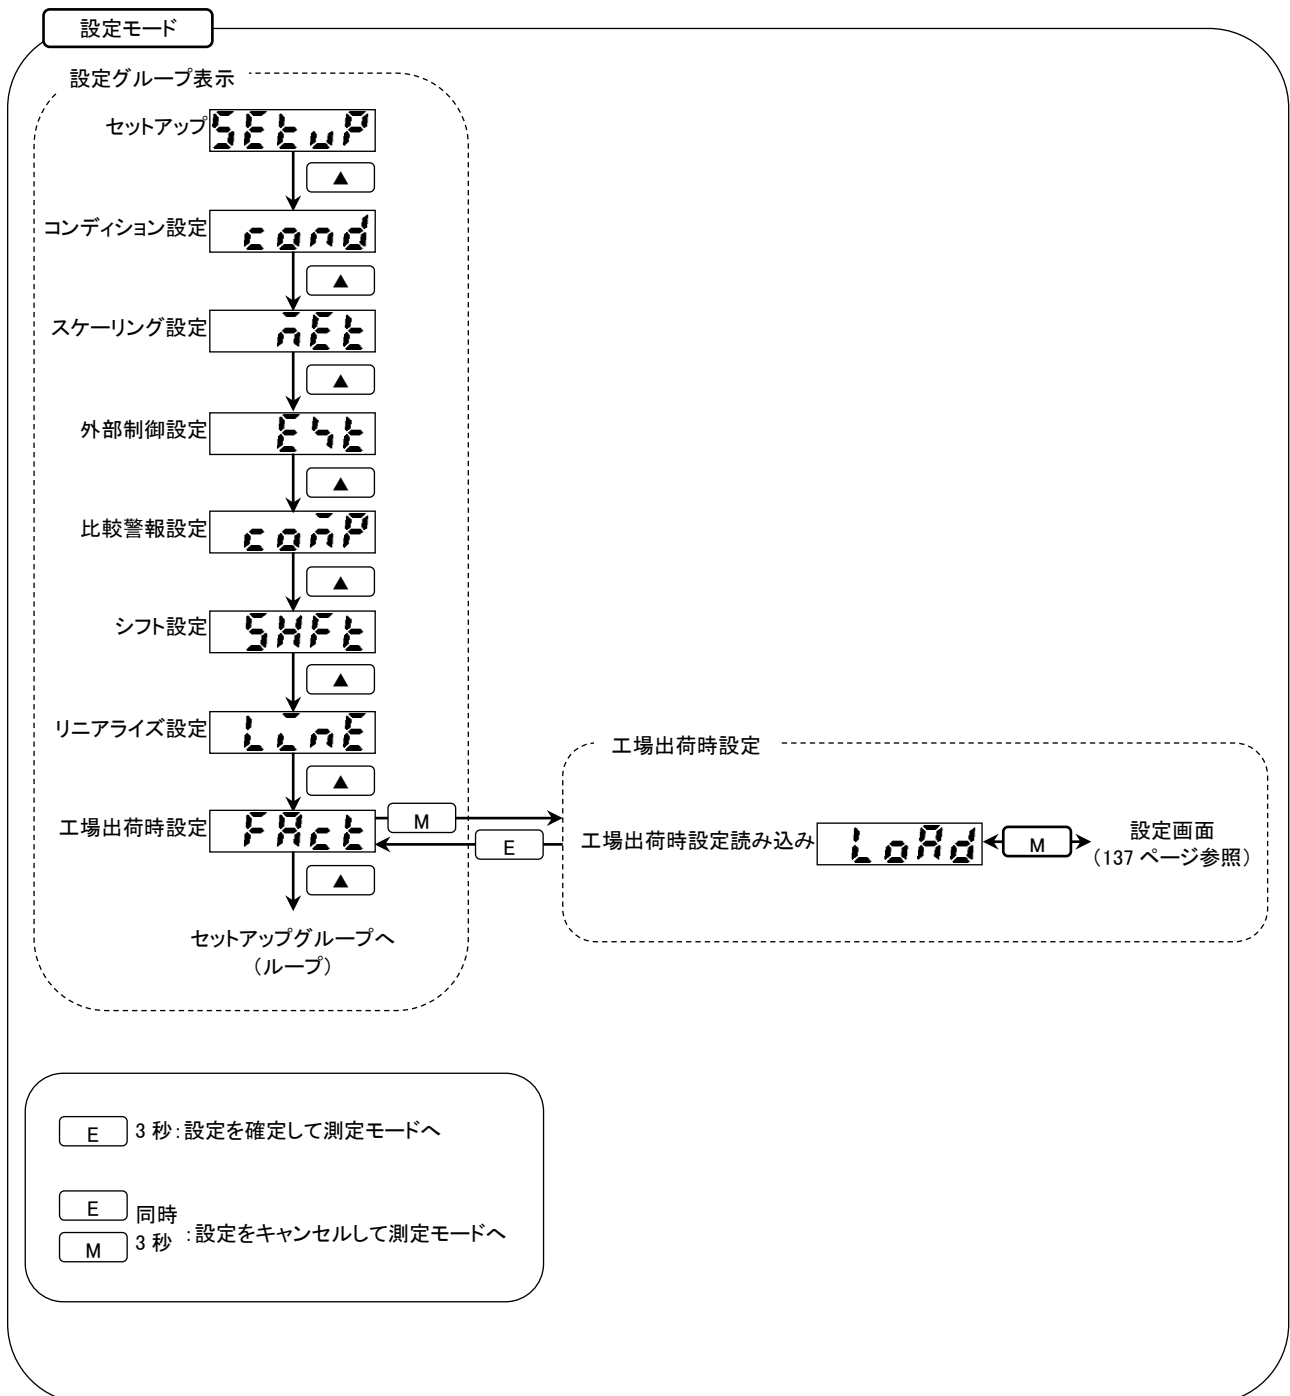 設定モード
設定グループ表示
セットアップ SEtuP
▲
コンディション設定 cond
▲
スケーリング設定 mEt
▲
外部制御設定 Ext
▲
比較警報設定 comP
▲
シフト設定 SHFt
▲
リニアライズ設定 LinE
▲
工場出荷時設定 FAct
M
E
▲
セットアップグループへ
（ループ）
工場出荷時設定
工場出荷時設定読み込み LoAd
M
設定画面
（137 ページ参照）
E 3 秒：設定を確定して測定モードへ
E 同時
M 3 秒 ：設定をキャンセルして測定モードへ